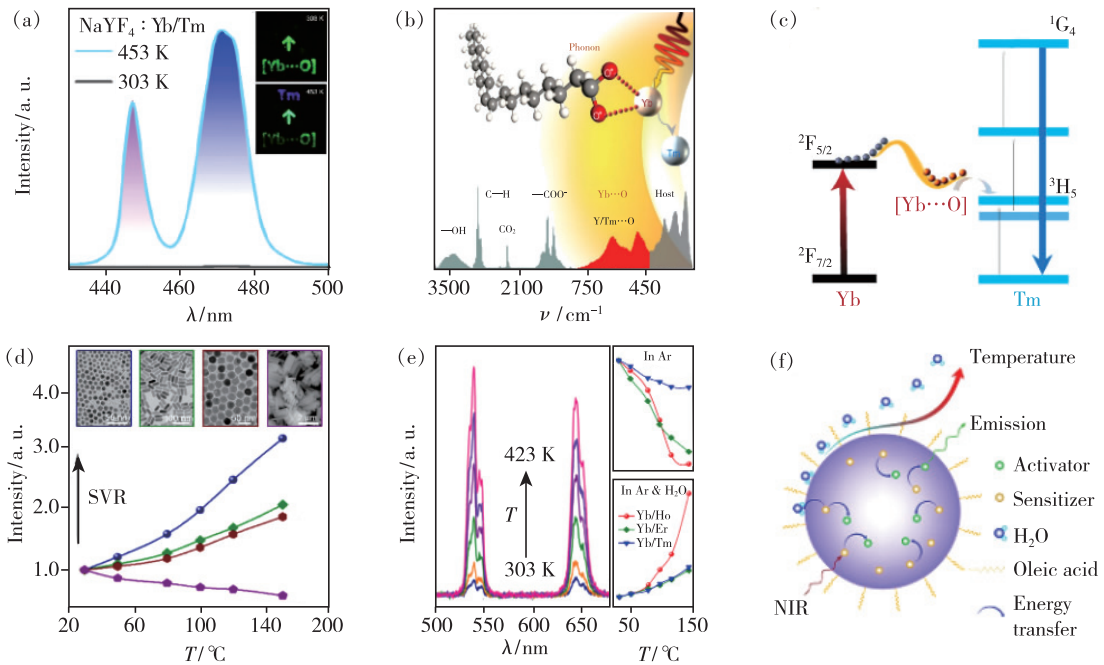 (a)
NaYF₄：Yb/Tm
453 K
303 K
[Yb⋯O]
Tm
[Yb⋯O]
Intensity/a. u.
440
460
480
500
λ/nm
(b)
Phonon
O*
O*
Yb
Tm
—OH
C—H
CO₂
—COO⁻
Yb⋯O
Y/Tm⋯O
Host
3500
2100
750
450
ν /cm⁻¹
(c)
¹G₄
²F₅/₂
[Yb⋯O]
³H₅
²F₇/₂
Yb
Tm
(d)
Intensity/a. u.
4.0
3.0
2.0
1.0
SVR
20
60
100
140
200
T/℃
(e)
Intensity/a. u.
423 K
T
303 K
In Ar
In Ar & H₂O
Yb/Ho
Yb/Er
Yb/Tm
500
550
600
650
λ/nm
50
145
T/℃
(f)
Temperature
Emission
Activator
Sensitizer
H₂O
Oleic acid
Energy
transfer
NIR